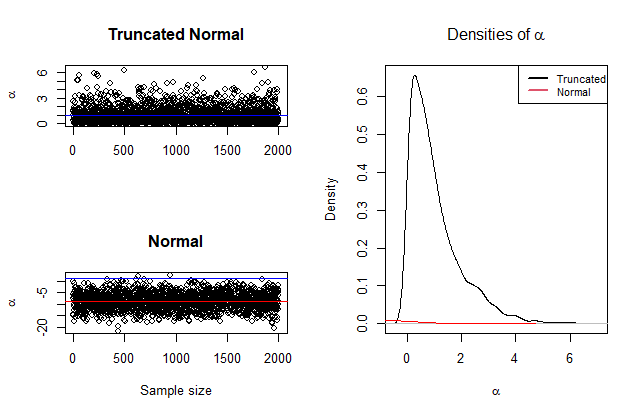 Truncated Normal
α
0 3 6
0 500 1000 1500 2000
Normal
α
-20 -5
0 500 1000 1500 2000
Sample size
Densities of α
Truncated
Normal
Density
0.0 0.1 0.2 0.3 0.4 0.5 0.6
0 2 4 6
α